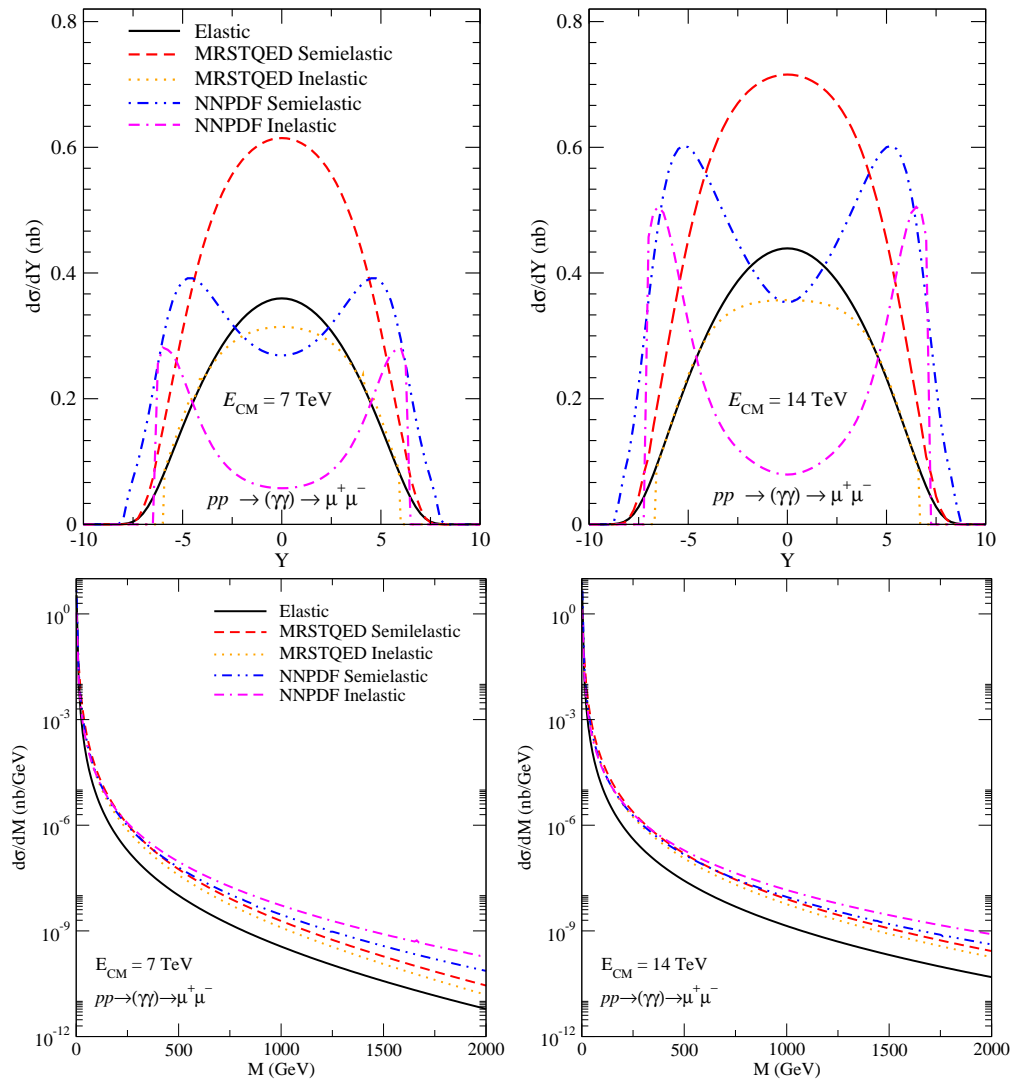 0.8
0.6
0.4
0.2
0
dσ/dY (nb)
Elastic
MRSTQED Semielastic
MRSTQED Inelastic
NNPDF Semielastic
NNPDF Inelastic
E_CM = 7 TeV
pp → (γγ) → μ⁺μ⁻
-10 -5 0 5 10
Y
0.8
0.6
0.4
0.2
0
dσ/dY (nb)
E_CM = 14 TeV
pp → (γγ) → μ⁺μ⁻
-10 -5 0 5 10
Y
10⁰
10⁻³
10⁻⁶
10⁻⁹
10⁻¹²
dσ/dM (nb/GeV)
Elastic
MRSTQED Semilelastic
MRSTQED Inelastic
NNPDF Semielastic
NNPDF Inelastic
E_CM = 7 TeV
pp→(γγ)→μ⁺μ⁻
0 500 1000 1500 2000
M (GeV)
10⁰
10⁻³
10⁻⁶
10⁻⁹
10⁻¹²
dσ/dM (nb/GeV)
E_CM = 14 TeV
pp→(γγ)→μ⁺μ⁻
0 500 1000 1500 2000
M (GeV)